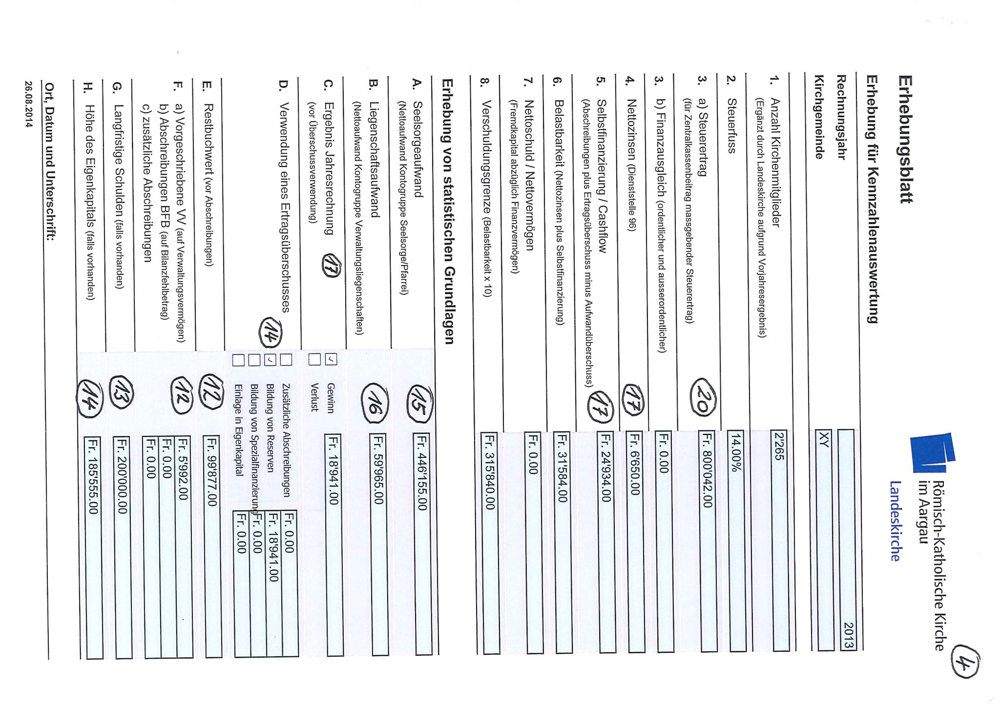 4
Römisch-Katholische Kirche
im Aargau
Landeskirche
Erhebungsblatt
Erhebung für Kennzahlenauswertung
Rechnungsjahr 2013
Kirchgemeinde XY
1. Anzahl Kirchenmitglieder 2'265
(Ergänzt durch Landeskirche aufgrund Vorjahresergebnis)
2. Steuerfuss 14.00%
3. a) Steuerertrag 20 Fr. 800'042.00
(für Zentralkassenbeitrag massgebender Steuerertrag)
3. b) Finanzausgleich (ordentlicher und ausserordentlicher) Fr. 0.00
4. Nettozinsen (Dienststelle 96) 17 Fr. 6'650.00
5. Selbstfinanzierung / Cashflow 17 Fr. 24'934.00
(Abschreibungen plus Ertragsüberschuss minus Aufwandüberschuss)
6. Belastbarkeit (Nettozinsen plus Selbstfinanzierung) Fr. 31'584.00
7. Nettoschuld / Nettovermögen Fr. 0.00
(Fremdkapital abzüglich Finanzvermögen)
8. Verschuldungsgrenze (Belastbarkeit x 10) Fr. 315'840.00
Erhebung von statistischen Grundlagen
A. Seelsorgeaufwand 15 Fr. 446'155.00
(Nettoaufwand Kontogruppe Seelsorge/Pfarrei)
B. Liegenschaftsaufwand 16 Fr. 59'965.00
(Nettoaufwand Kontogruppe Verwaltungsliegenschaften)
C. Ergebnis Jahresrechnung 17 ✓ Gewinn Fr. 18'941.00
(vor Überschussverwendung) Verlust
D. Verwendung eines Ertragsüberschusses Zusätzliche Abschreibungen Fr. 0.00
14 ✓ Bildung von Reserven Fr. 18'941.00
Bildung von Spezialfinanzierung Fr. 0.00
Einlage in Eigenkapital Fr. 0.00
E. Restbuchwert (vor Abschreibungen) 12 Fr. 99'877.00
F. a) Vorgeschriebene VV (auf Verwaltungsvermögen) 12 Fr. 5'992.00
b) Abschreibungen BFB (auf Bilanzfehlbetrag) Fr. 0.00
c) zusätzliche Abschreibungen Fr. 0.00
G. Langfristige Schulden (falls vorhanden) 13 Fr. 200'000.00
H. Höhe des Eigenkapitals (falls vorhanden) 14 Fr. 185'555.00
Ort, Datum und Unterschrift:
26.08.2014